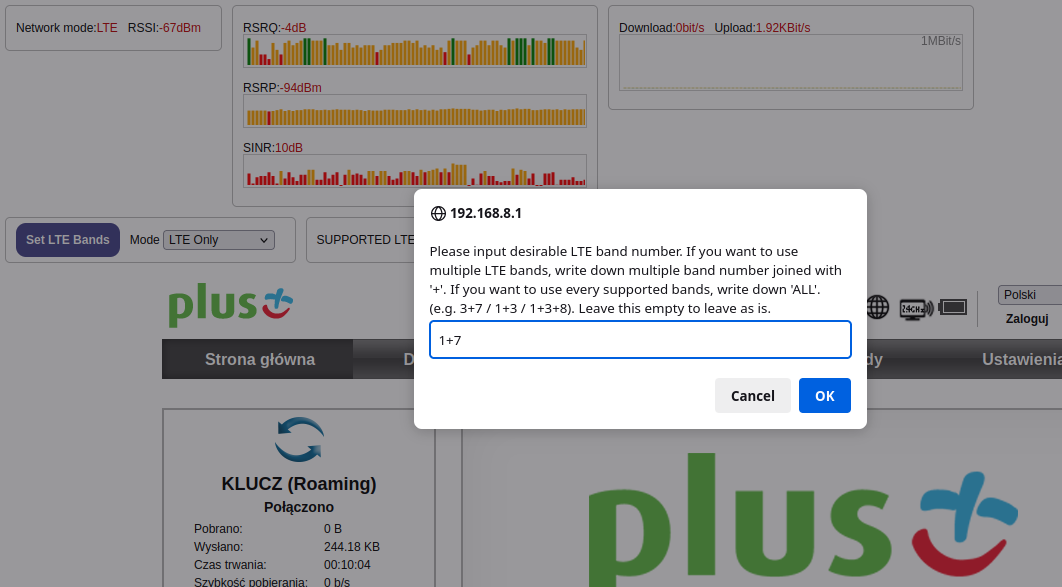 Network mode:LTE RSSI:-67dBm
RSRQ:-4dB
RSRP:-94dBm
SINR:10dB
Download:0bit/s Upload:1.92KBit/s
1MBit/s
Set LTE Bands Mode LTE Only
SUPPORTED LTE
192.168.8.1
Please input desirable LTE band number. If you want to use
multiple LTE bands, write down multiple band number joined with
'+'. If you want to use every supported bands, write down 'ALL'.
(e.g. 3+7 / 1+3 / 1+3+8). Leave this empty to leave as is.
1+7
Cancel OK
plus
Polski
Zaloguj
Strona główna
Ustawienia
KLUCZ (Roaming)
Połączono
Pobrano: 0 B
Wysłano: 244.18 KB
Czas trwania: 00:10:04
Szybkość pobierania: 0 b/s
plus